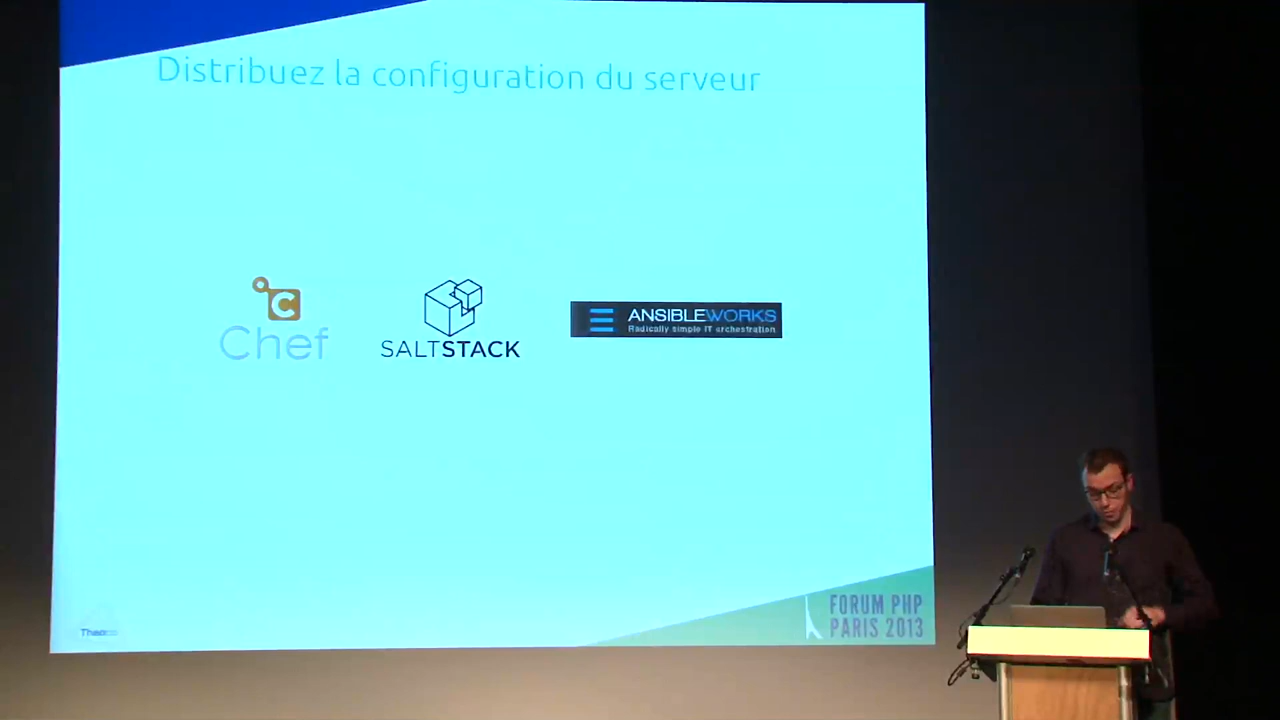 Distribuez la configuration du serveur
C
Chef
SALTSTACK
ANSIBLEWORKS
Radically simple IT orchestration
FORUM PHP
PARIS 2013